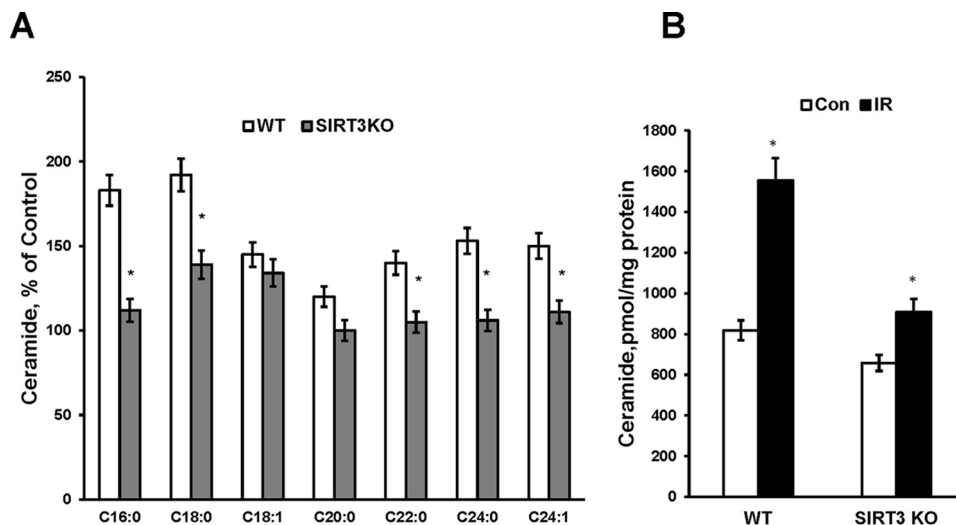 A
B
250
200
150
100
50
0
Ceramide, % of Control
WT SIRT3KO
*
*
*
*
*
C16:0 C18:0 C18:1 C20:0 C22:0 C24:0 C24:1
Con IR
1800
1600
1400
1200
1000
800
600
400
200
0
Ceramide,pmol/mg protein
*
*
WT SIRT3 KO